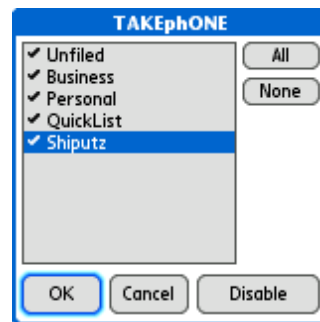 TAKEphONE
✔ Unfiled
✔ Business
✔ Personal
✔ QuickList
✔ Shiputz
All
None
OK
Cancel
Disable